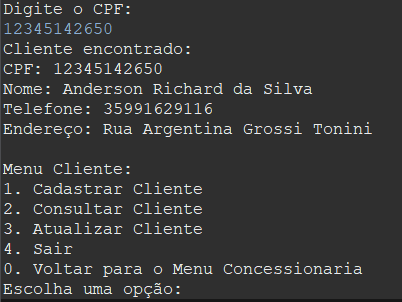 Digite o CPF:
12345142650
Cliente encontrado:
CPF: 12345142650
Nome: Anderson Richard da Silva
Telefone: 35991629116
Endereço: Rua Argentina Grossi Tonini
Menu Cliente:
1. Cadastrar Cliente
2. Consultar Cliente
3. Atualizar Cliente
4. Sair
0. Voltar para o Menu Concessionaria
Escolha uma opção: